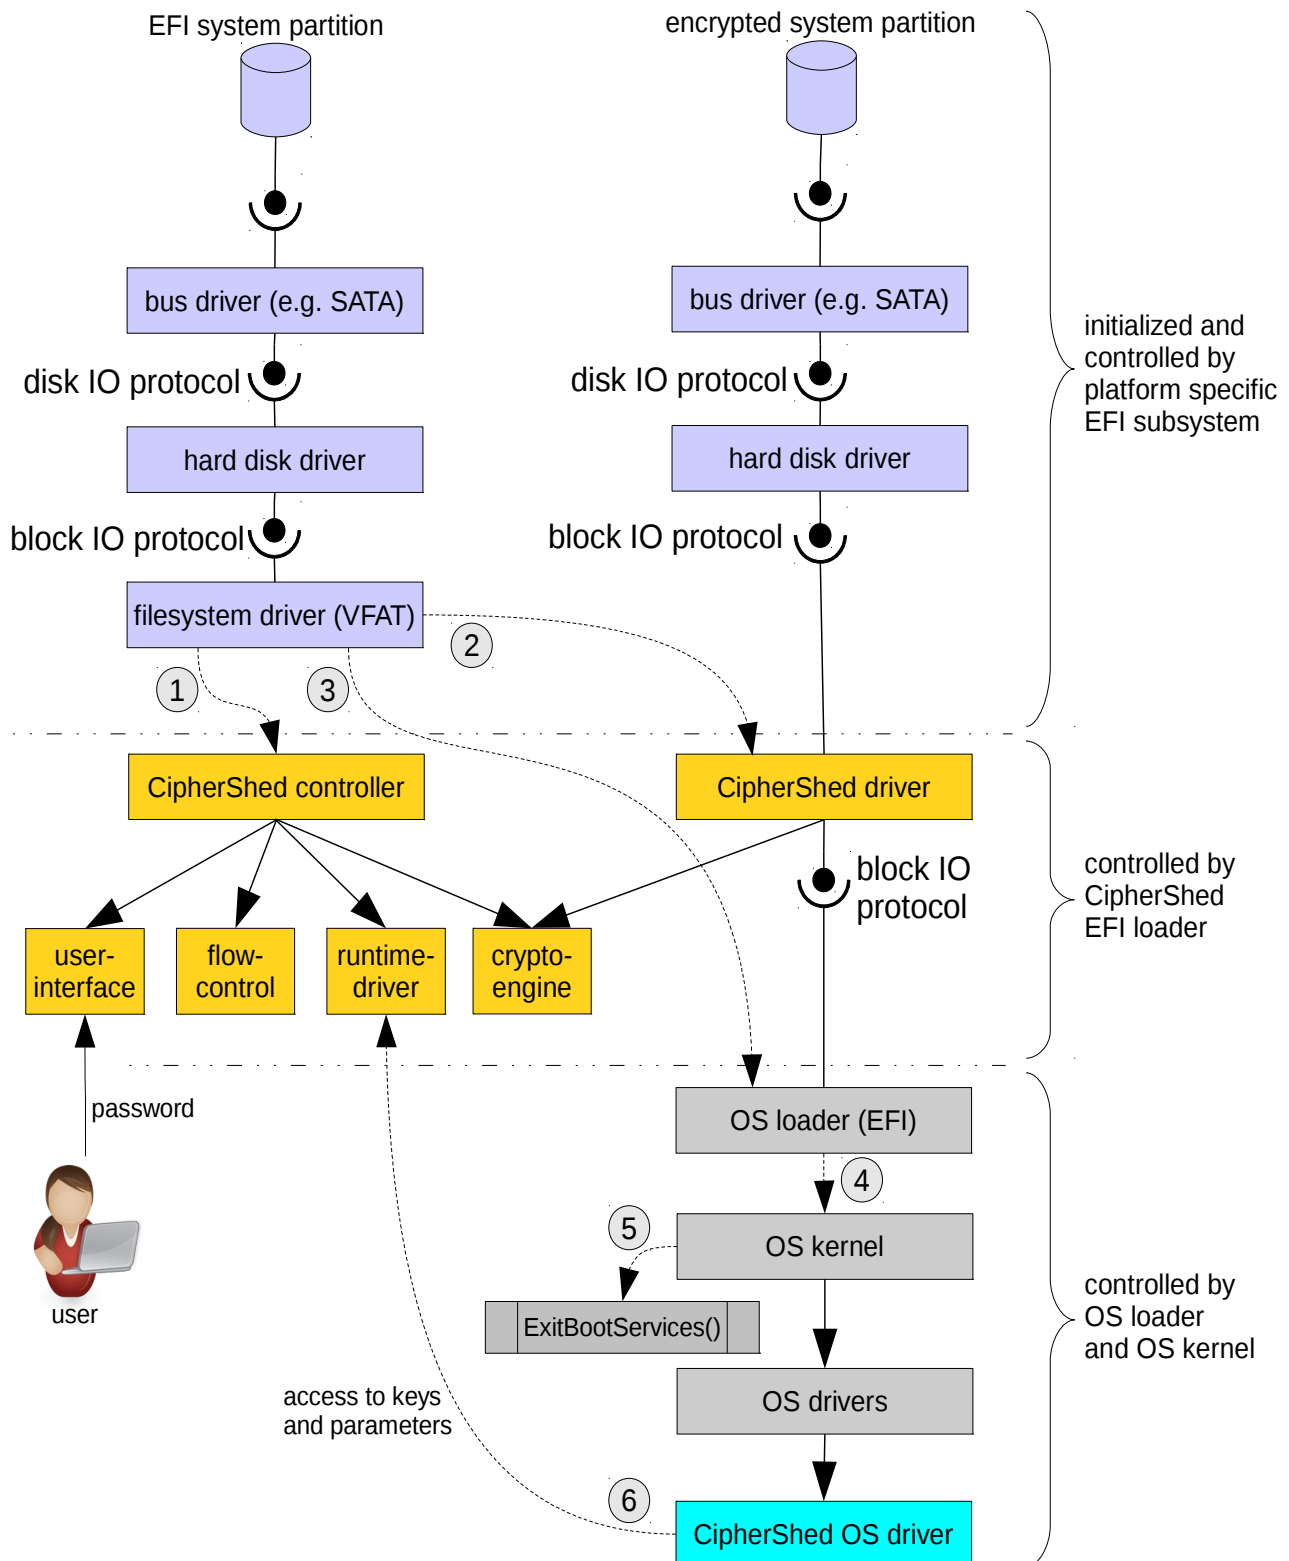 EFI system partition
encrypted system partition
bus driver (e.g. SATA)
bus driver (e.g. SATA)
initialized and
controlled by
platform specific
EFI subsystem
disk IO protocol
disk IO protocol
hard disk driver
hard disk driver
block IO protocol
block IO protocol
filesystem driver (VFAT)
1
3
2
CipherShed controller
CipherShed driver
block IO
protocol
controlled by
CipherShed
EFI loader
user-
interface
flow-
control
runtime-
driver
crypto-
engine
password
user
OS loader (EFI)
4
5
OS kernel
ExitBootServices()
controlled by
OS loader
and OS kernel
OS drivers
access to keys
and parameters
6
CipherShed OS driver